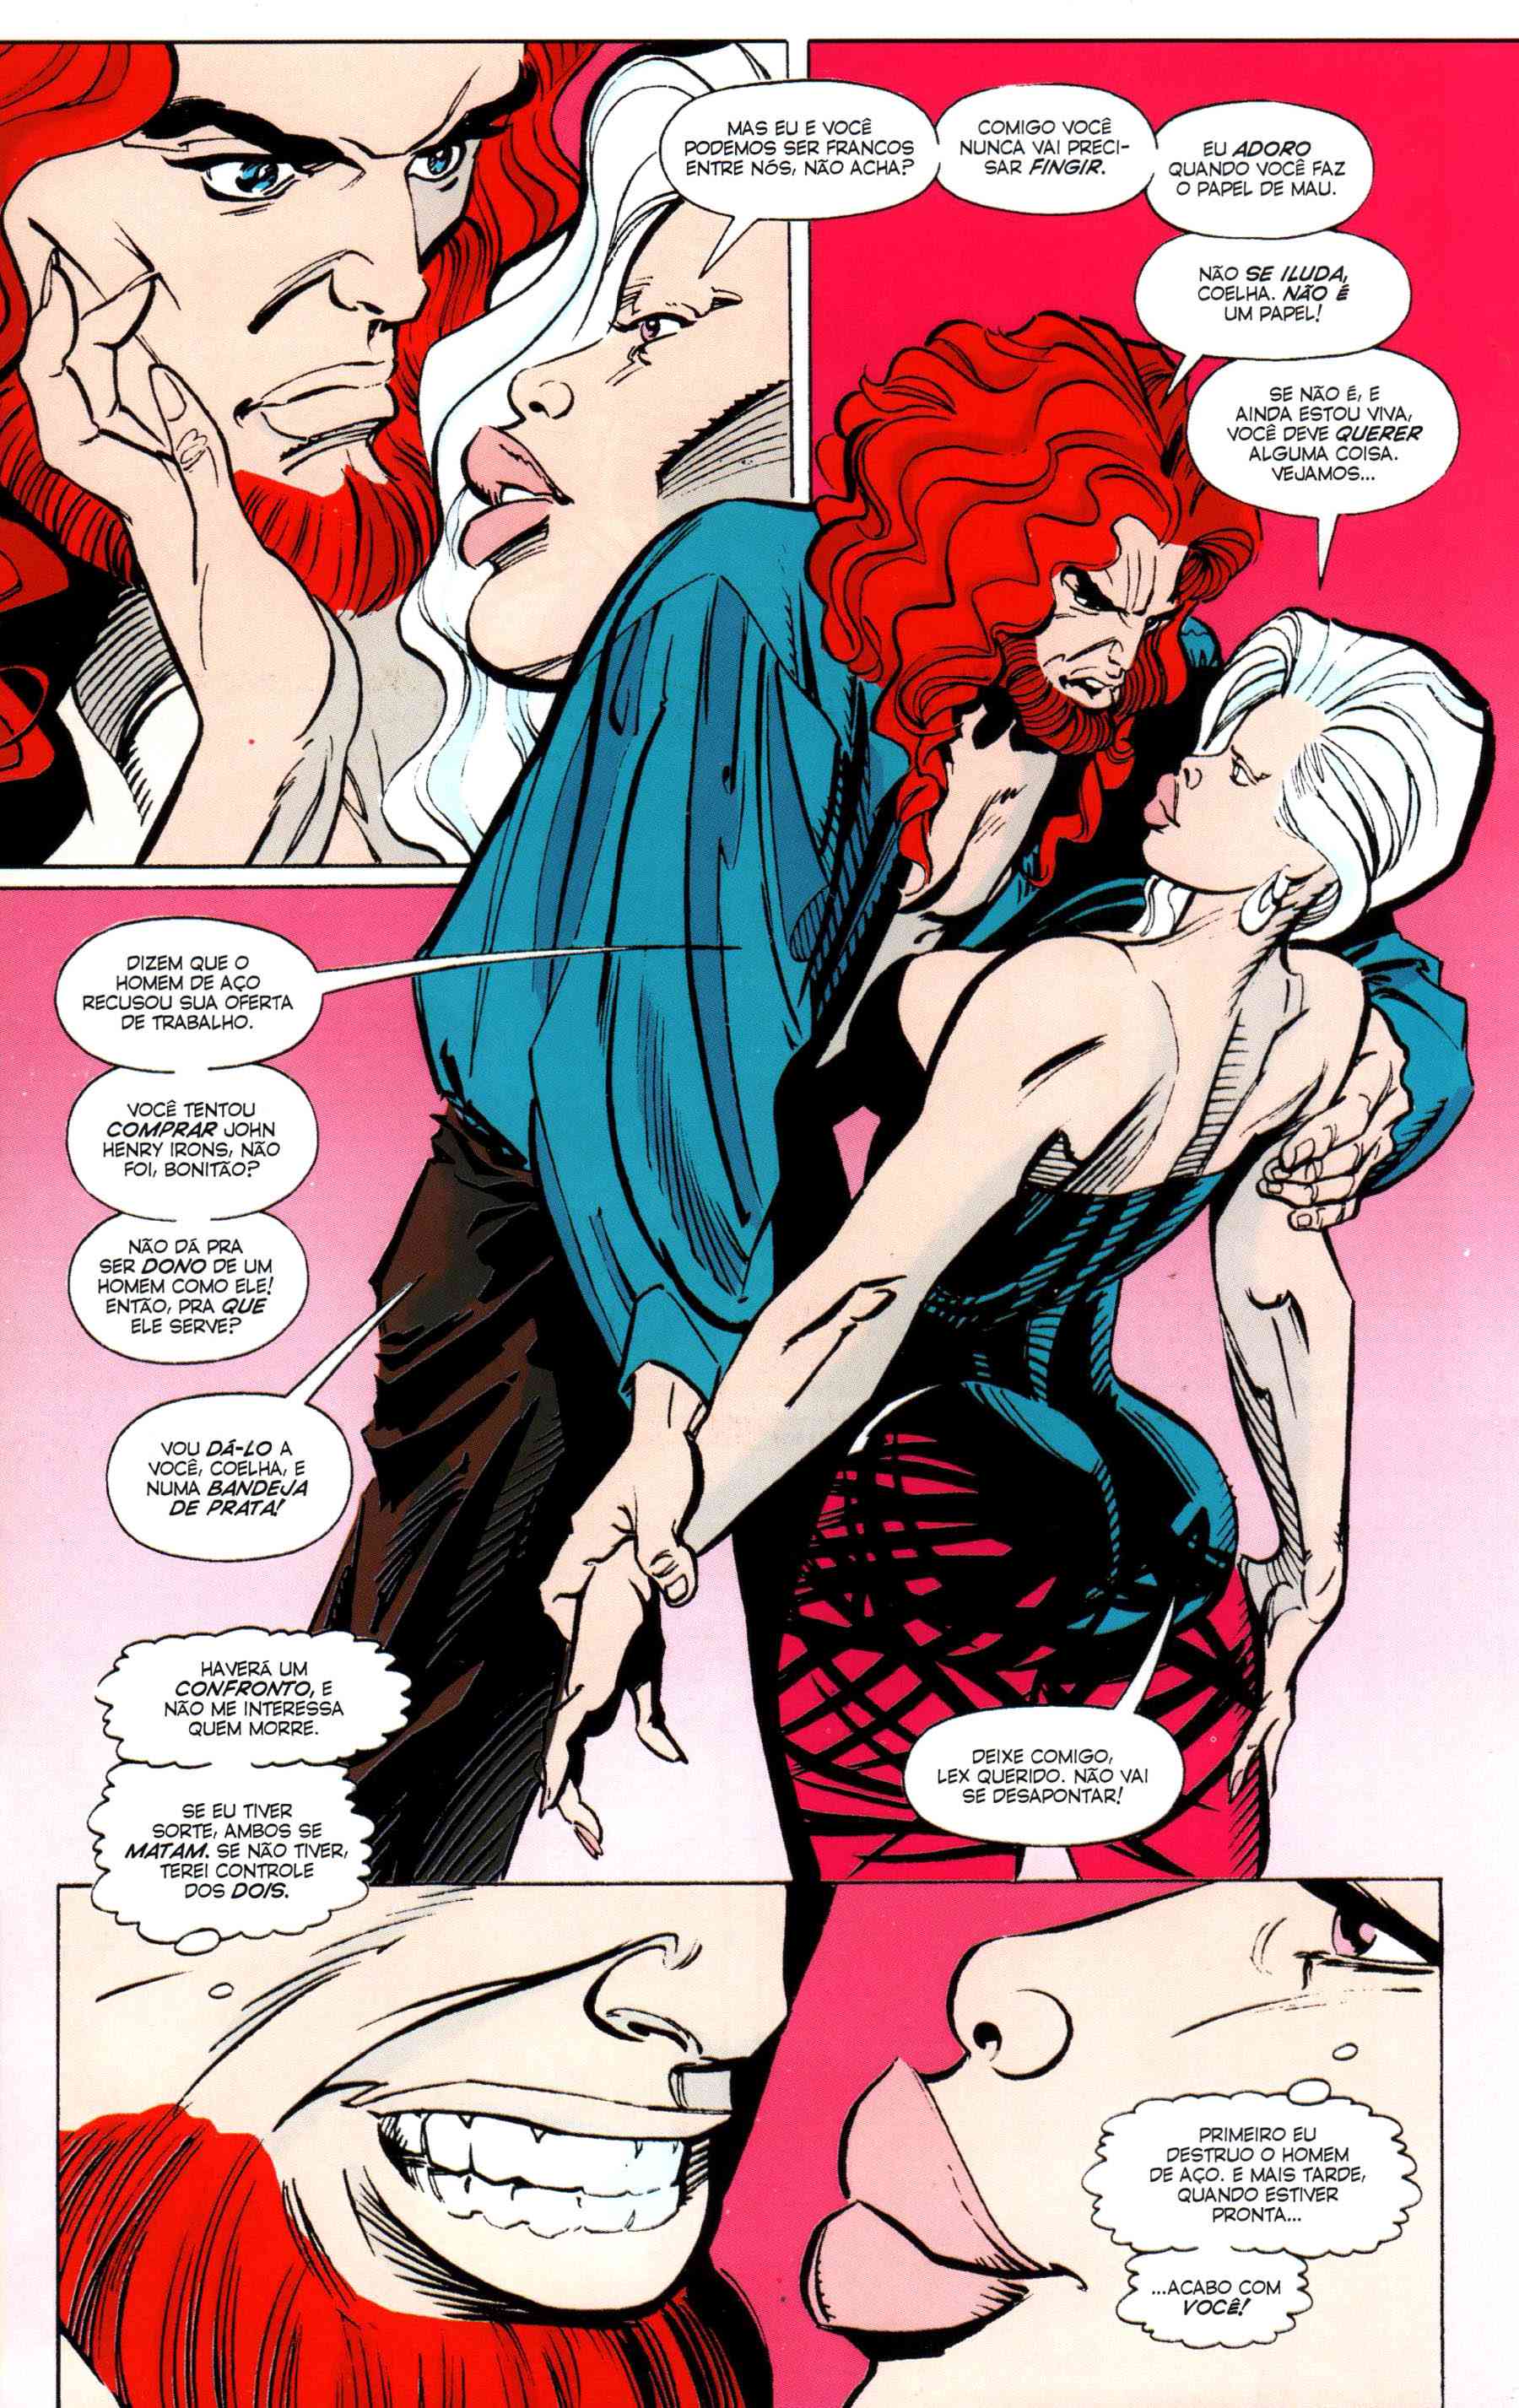 MAS EU E VOCÊ
PODEMOS SER FRANCOS
ENTRE NÓS, NÃO ACHA?
COMIGO VOCÊ
NUNCA VAI PRECI-
SAR FINGIR.
EU ADORO
QUANDO VOCÊ FAZ
O PAPEL DE MAU.
NÃO SE ILUDA,
COELHA. NÃO É
UM PAPEL!
SE NÃO É, E
AINDA ESTOU VIVA,
VOCÊ DEVE QUERER
ALGUMA COISA.
VEJAMOS...
DIZEM QUE O
HOMEM DE AÇO
RECUSOU SUA OFERTA
DE TRABALHO.
VOCÊ TENTOU
COMPRAR JOHN
HENRY IRONS, NÃO
FOI, BONITÃO?
NÃO DÁ PRA
SER DONO DE UM
HOMEM COMO ELE!
ENTÃO, PRA QUE
ELE SERVE?
VOU DÁ-LO A
VOCÊ, COELHA, E
NUMA BANDEJA
DE PRATA!
DEIXE COMIGO,
LEX QUERIDO. NÃO VAI
SE DESAPONTAR!
HAVERÁ UM
CONFRONTO, E
NÃO ME INTERESSA
QUEM MORRE.
SE EU TIVER
SORTE, AMBOS SE
MATAM. SE NÃO TIVER,
TEREI CONTROLE
DOS DOIS.
PRIMEIRO EU
DESTRUO O HOMEM
DE AÇO. E MAIS TARDE,
QUANDO ESTIVER
PRONTA...
...ACABO COM
VOCÊ!